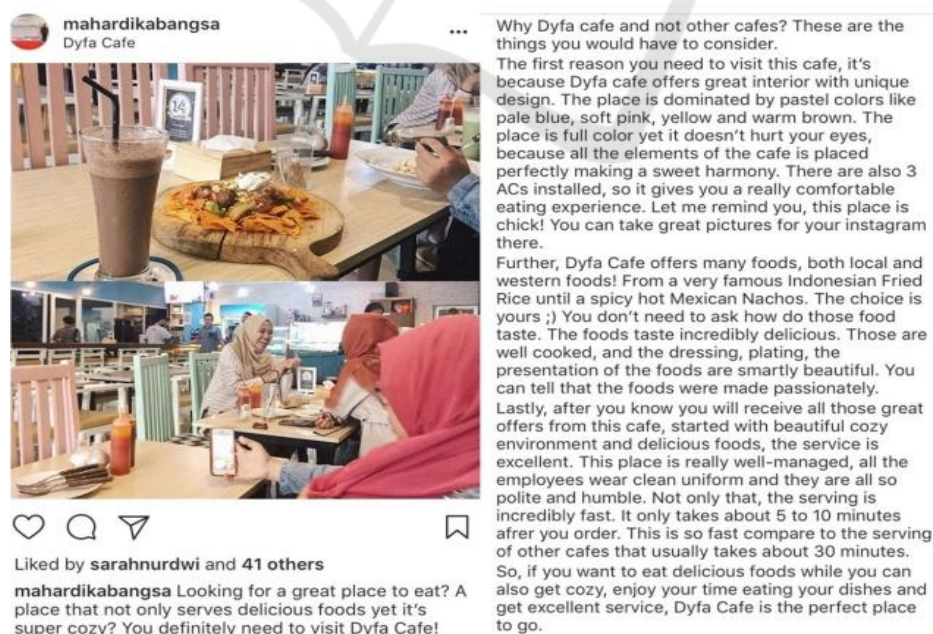 mahardikabangsa
Dyfa Cafe
14
Liked by sarahnurdwi and 41 others
mahardikabangsa Looking for a great place to eat? A
place that not only serves delicious foods yet it's
super cozy? You definitely need to visit Dyfa Cafe!
Why Dyfa cafe and not other cafes? These are the
things you would have to consider.
The first reason you need to visit this cafe, it's
because Dyfa cafe offers great interior with unique
design. The place is dominated by pastel colors like
pale blue, soft pink, yellow and warm brown. The
place is full color yet it doesn't hurt your eyes,
because all the elements of the cafe is placed
perfectly making a sweet harmony. There are also 3
ACs installed, so it gives you a really comfortable
eating experience. Let me remind you, this place is
chick! You can take great pictures for your instagram
there.
Further, Dyfa Cafe offers many foods, both local and
western foods! From a very famous Indonesian Fried
Rice until a spicy hot Mexican Nachos. The choice is
yours ;) You don't need to ask how do those food
taste. The foods taste incredibly delicious. Those are
well cooked, and the dressing, plating, the
presentation of the foods are smartly beautiful. You
can tell that the foods were made passionately.
Lastly, after you know you will receive all those great
offers from this cafe, started with beautiful cozy
environment and delicious foods, the service is
excellent. This place is really well-managed, all the
employees wear clean uniform and they are all so
polite and humble. Not only that, the serving is
incredibly fast. It only takes about 5 to 10 minutes
afrer you order. This is so fast compare to the serving
of other cafes that usually takes about 30 minutes.
So, if you want to eat delicious foods while you can
also get cozy, enjoy your time eating your dishes and
get excellent service, Dyfa Cafe is the perfect place
to go.